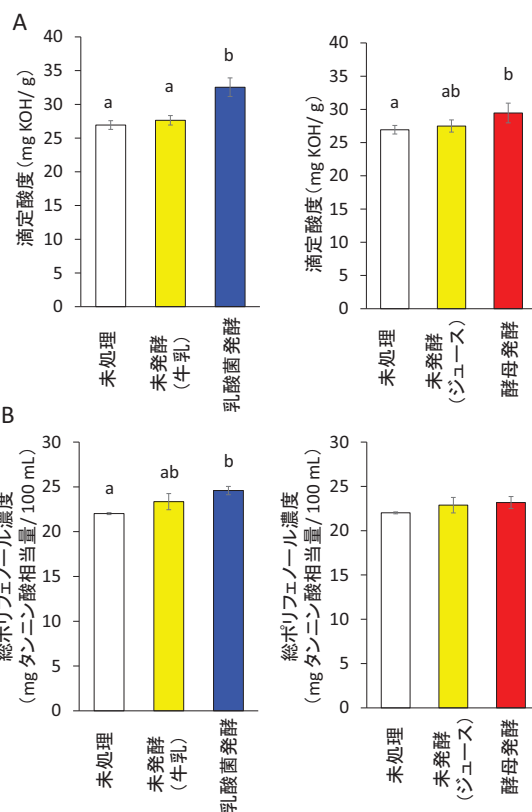 A
滴定酸度(mg KOH/ g)
40
35
30
25
20
15
10
5
0
a
a
b
未処理
未発酵
(牛乳)
乳酸菌発酵
滴定酸度(mg KOH/ g)
40
35
30
25
20
15
10
5
0
a
ab
b
未処理
未発酵
(ジュース)
酵母発酵
B
総ポリフェノール濃度
(mg タンニン酸相当量/ 100 mL)
30
25
20
15
10
5
0
a
ab
b
未処理
未発酵
(牛乳)
乳酸菌発酵
総ポリフェノール濃度
(mg タンニン酸相当量/ 100 mL)
30
25
20
15
10
5
0
未処理
未発酵
(ジュース)
酵母発酵